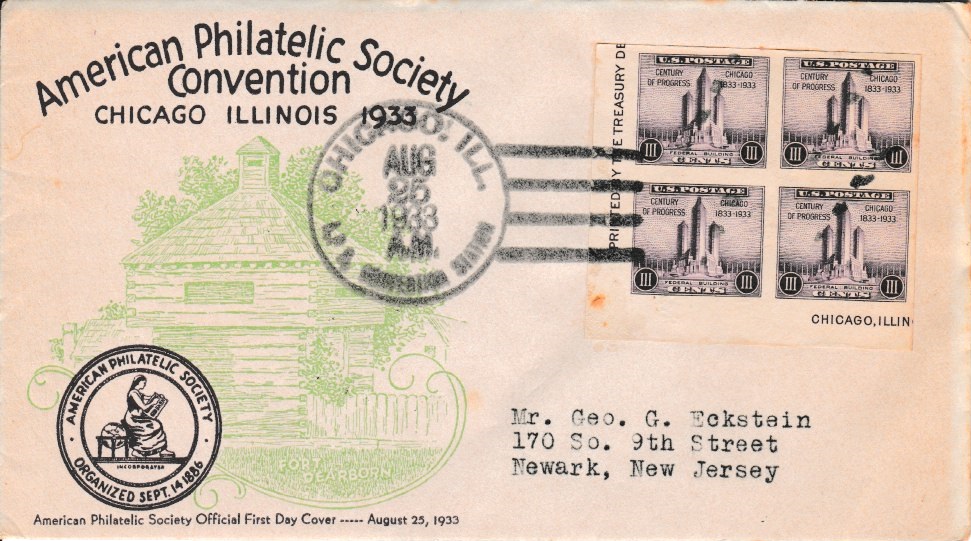 American Philatelic Society
Convention
CHICAGO ILLINOIS 1933
CHICAGO, ILL.
AUG
25
1933
A.M.
CONVENTION STATION
PRINTED BY THE TREASURY DE
U.S. POSTAGE
CENTURY OF PROGRESS
CHICAGO 1833-1933
FEDERAL BUILDING
III CENTS III
U.S. POSTAGE
CENTURY OF PROGRESS
CHICAGO 1833-1933
FEDERAL BUILDING
III CENTS III
U.S. POSTAGE
CENTURY OF PROGRESS
CHICAGO 1833-1933
FEDERAL BUILDING
III CENTS III
U.S. POSTAGE
CENTURY OF PROGRESS
CHICAGO 1833-1933
FEDERAL BUILDING
III CENTS III
CHICAGO, ILLIN
AMERICAN PHILATELIC SOCIETY
INCORPORATED
ORGANIZED SEPT. 14 1886
FORT
DEARBORN
Mr. Geo. G. Eckstein
170 So. 9th Street
Newark, New Jersey
American Philatelic Society Official First Day Cover ----- August 25, 1933